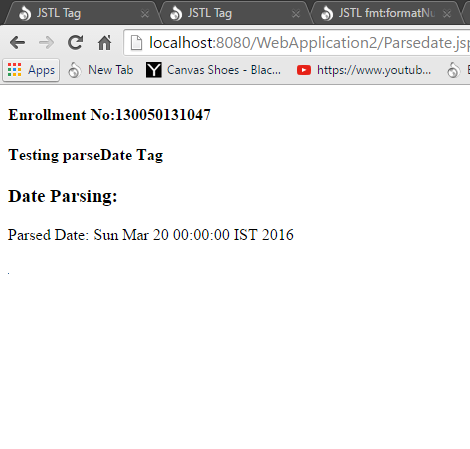 JSTL Tag
JSTL Tag
JSTL fmt:formatNu
localhost:8080/WebApplication2/Parsedate.jsp
Apps
New Tab
Canvas Shoes - Blac...
https://www.youtub...
Enrollment No:130050131047
Testing parseDate Tag
Date Parsing:
Parsed Date: Sun Mar 20 00:00:00 IST 2016
.